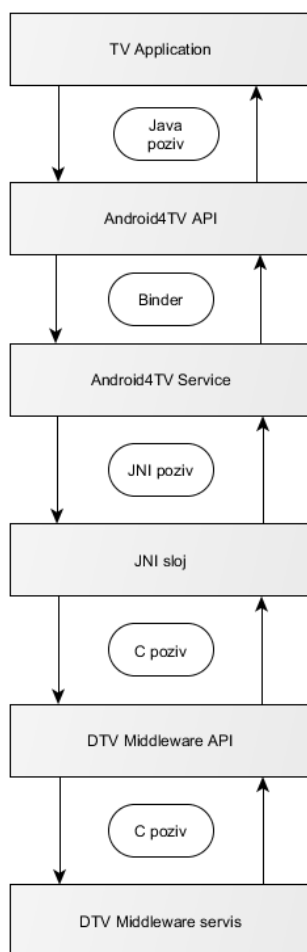 TV Application
Java
poziv
Android4TV API
Binder
Android4TV Service
JNI poziv
JNI sloj
C poziv
DTV Middleware API
C poziv
DTV Middleware servis